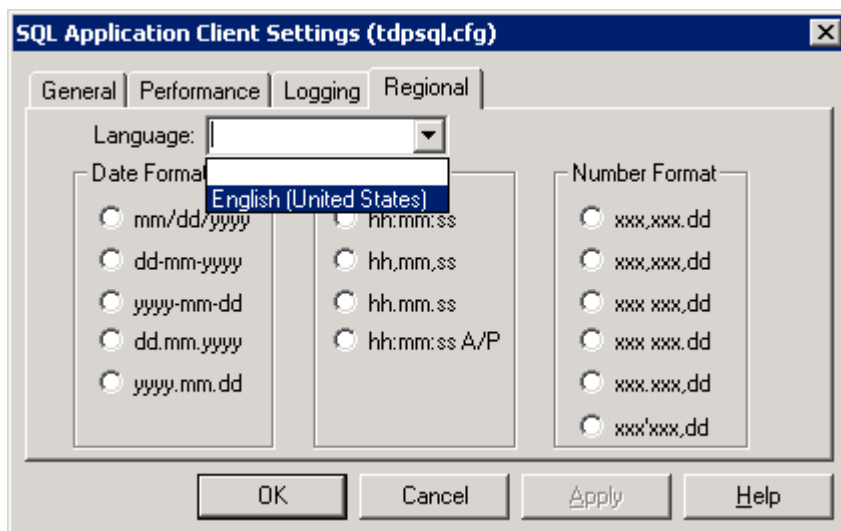 SQL Application Client Settings (tdpsql.cfg)
General Performance Logging Regional
Language:
English (United States)
Date Format
mm/dd/yyyy
dd-mm-yyyy
yyyy-mm-dd
dd.mm.yyyy
yyyy.mm.dd
hh:mm:ss
hh,mm,ss
hh.mm.ss
hh:mm:ss A/P
Number Format
xxx,xxx.dd
xxx,xxx,dd
xxx xxx,dd
xxx xxx.dd
xxx.xxx,dd
xxx'xxx,dd
OK Cancel Apply Help